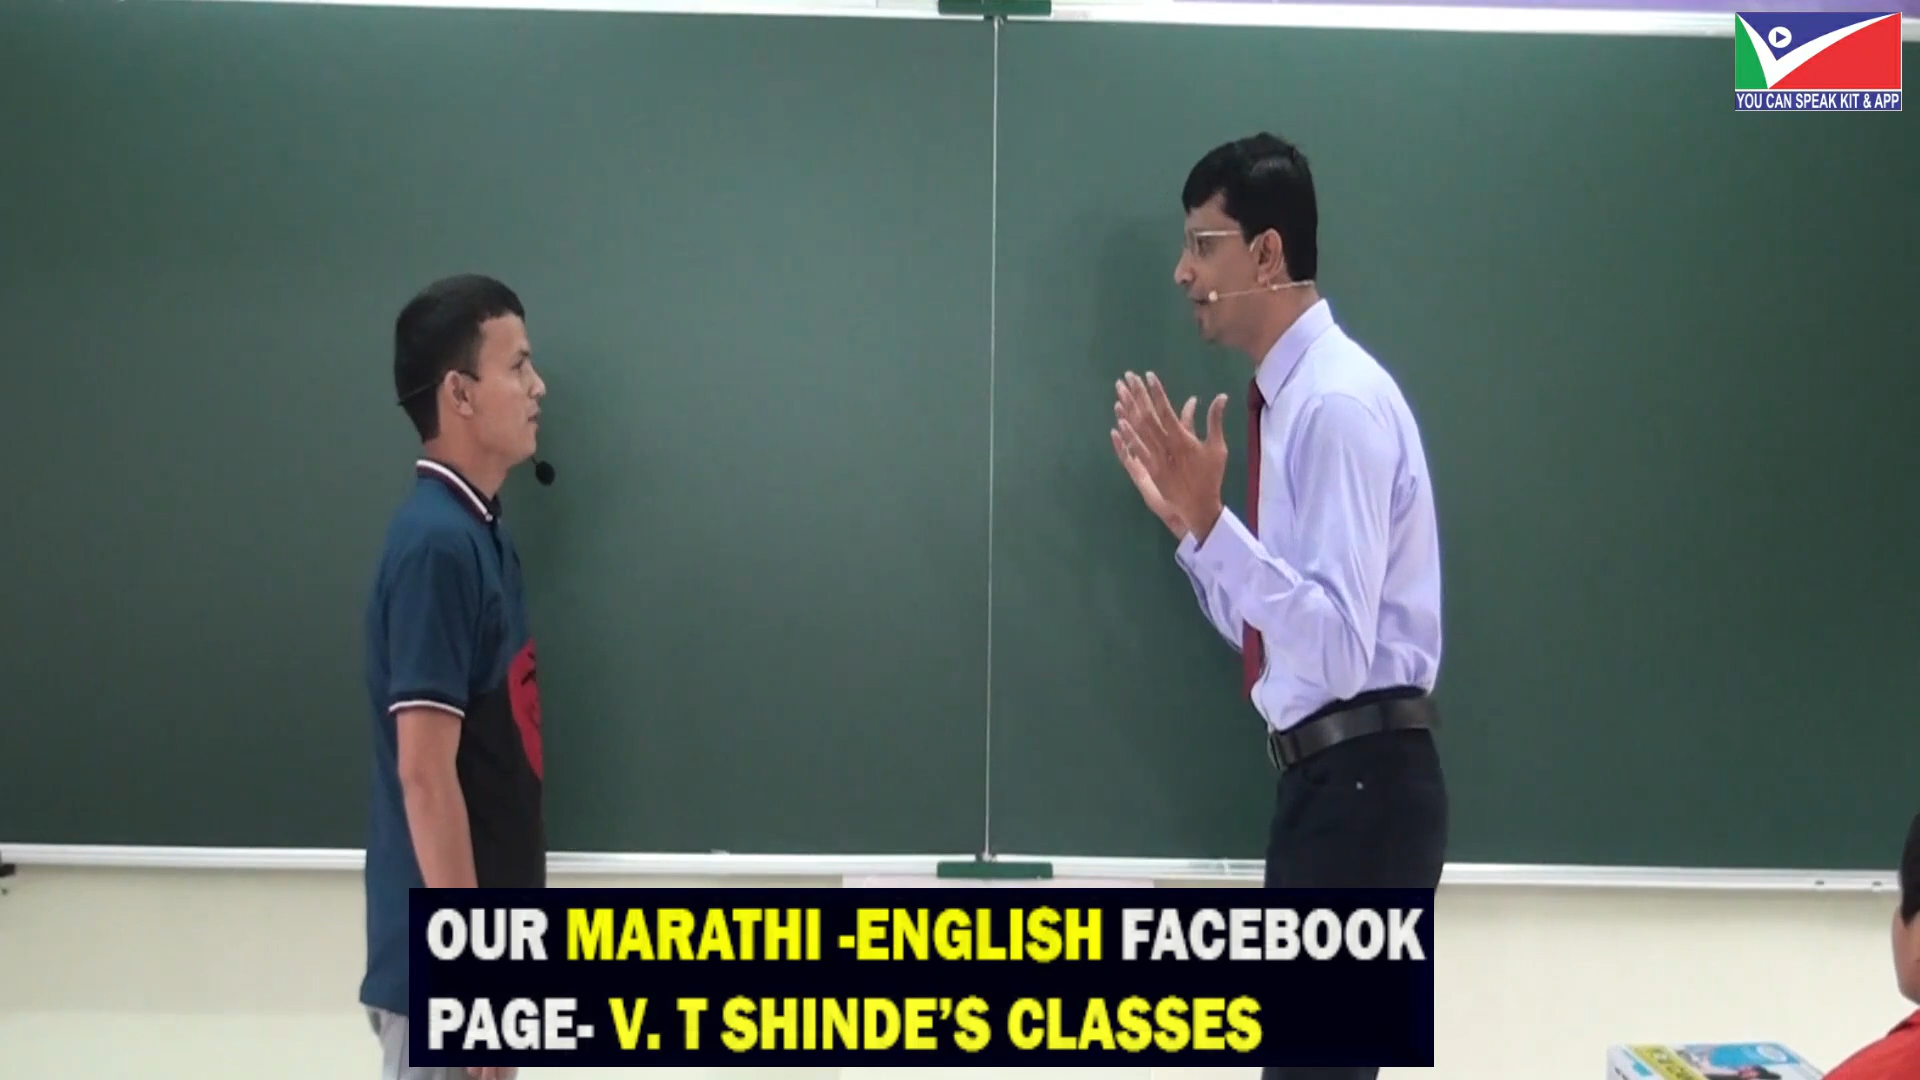 YOU CAN SPEAK KIT & APP
OUR MARATHI -ENGLISH FACEBOOK
PAGE- V. T SHINDE'S CLASSES